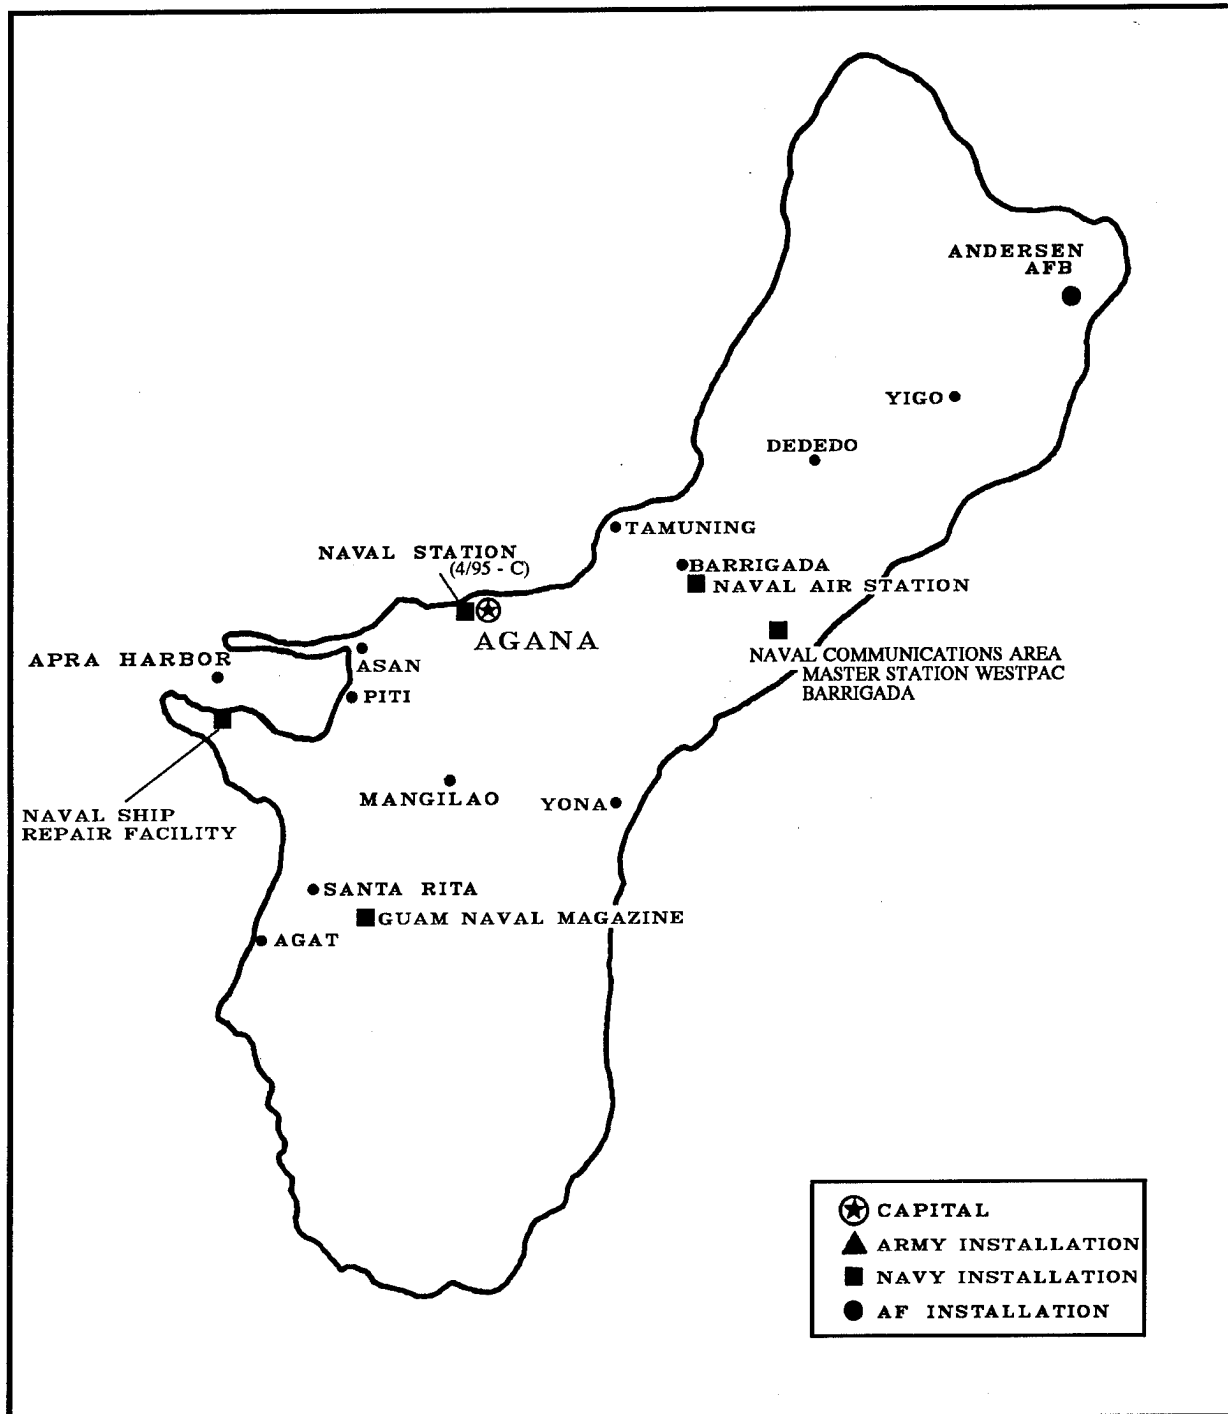 ANDERSEN
AFB
YIGO
DEDEDO
TAMUNING
NAVAL STATION
(4/95 - C)
BARRIGADA
NAVAL AIR STATION
AGANA
NAVAL COMMUNICATIONS AREA
MASTER STATION WESTPAC
BARRIGADA
APRA HARBOR
ASAN
PITI
MANGILAO
YONA
NAVAL SHIP
REPAIR FACILITY
SANTA RITA
GUAM NAVAL MAGAZINE
AGAT
CAPITAL
ARMY INSTALLATION
NAVY INSTALLATION
AF INSTALLATION